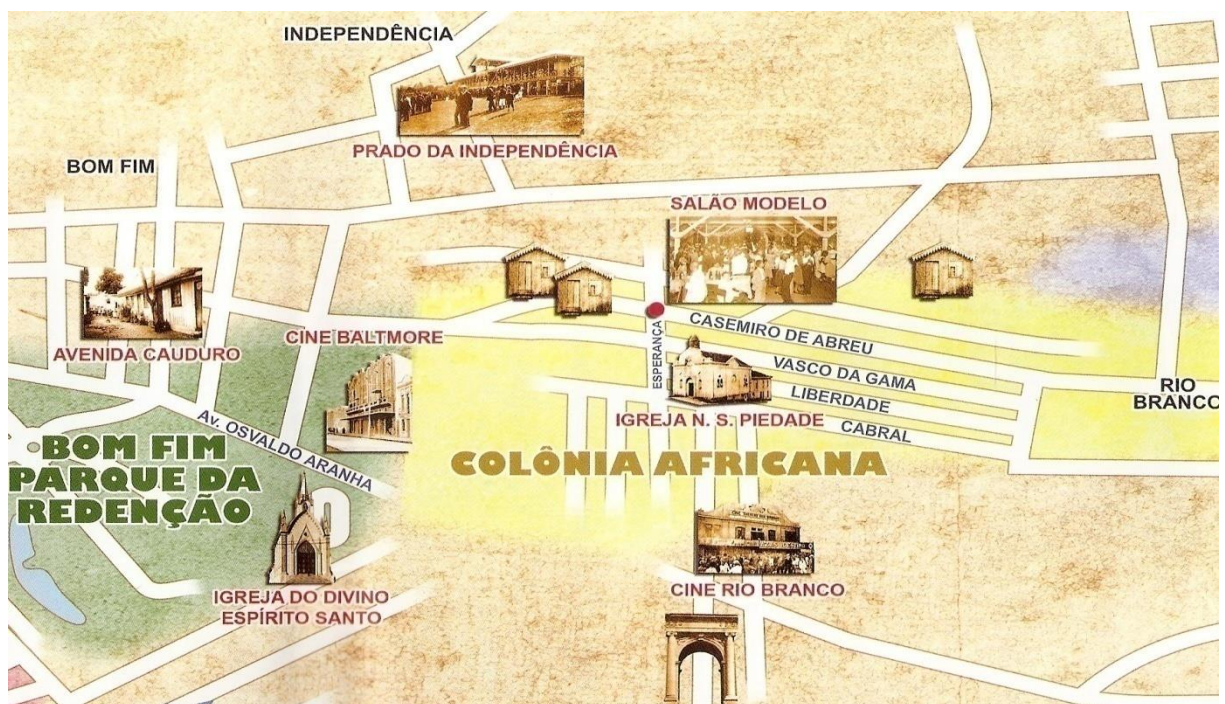 INDEPENDÊNCIA
PRADO DA INDEPENDÊNCIA
BOM FIM
SALÃO MODELO
AVENIDA CAUDURO
CINE BALTMORE
ESPERANÇA
CASEMIRO DE ABREU
VASCO DA GAMA
LIBERDADE
CABRAL
IGREJA N. S. PIEDADE
RIO
BRANCO
Av. OSVALDO ARANHA
BOM FIM
PARQUE DA
REDENÇÃO
COLÔNIA AFRICANA
IGREJA DO DIVINO
ESPÍRITO SANTO
CINE RIO BRANCO